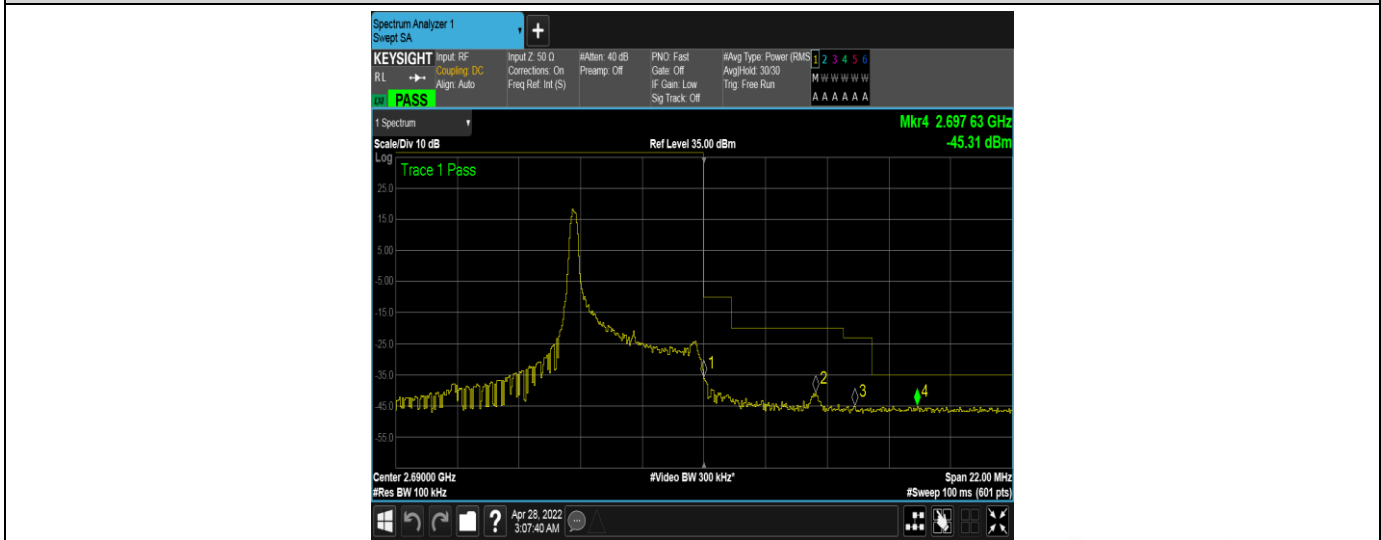 Spectrum Analyzer 1
Swept SA
+
KEYSIGHT Input: RF Input Z: 50 Ω #Atten: 40 dB PNO: Fast #Avg Type: Power (RMS 1 2 3 4 5 6
RL Coupling: DC Corrections: On Preamp: Off Gate: Off Avg|Hold: 30/30 M W W W W W
Align: Auto Freq Ref: Int (S) IF Gain: Low Trig: Free Run
PASS Sig Track: Off A A A A A A
1 Spectrum Mkr4 2.697 63 GHz
Scale/Div 10 dB Ref Level 35.00 dBm -45.31 dBm
Log
Trace 1 Pass
25.0
15.0
5.00
-5.00
-15.0
-25.0
1
-35.0
2
3
4
-45.0
-55.0
Center 2.69000 GHz #Video BW 300 kHz* Span 22.00 MHz
#Res BW 100 kHz #Sweep 100 ms (601 pts)
? Apr 28, 2022
3:07:40 AM